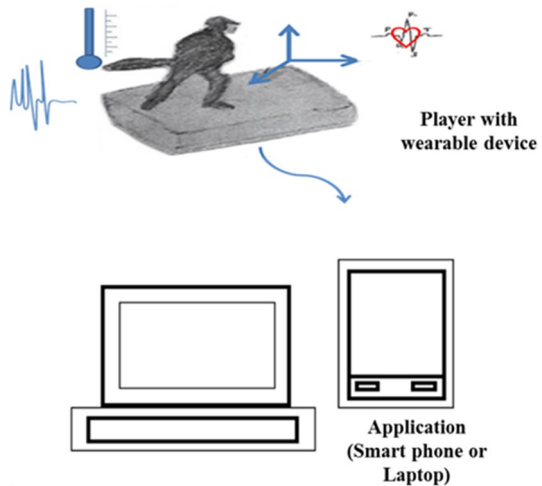 Player with
wearable device
Application
(Smart phone or
Laptop)